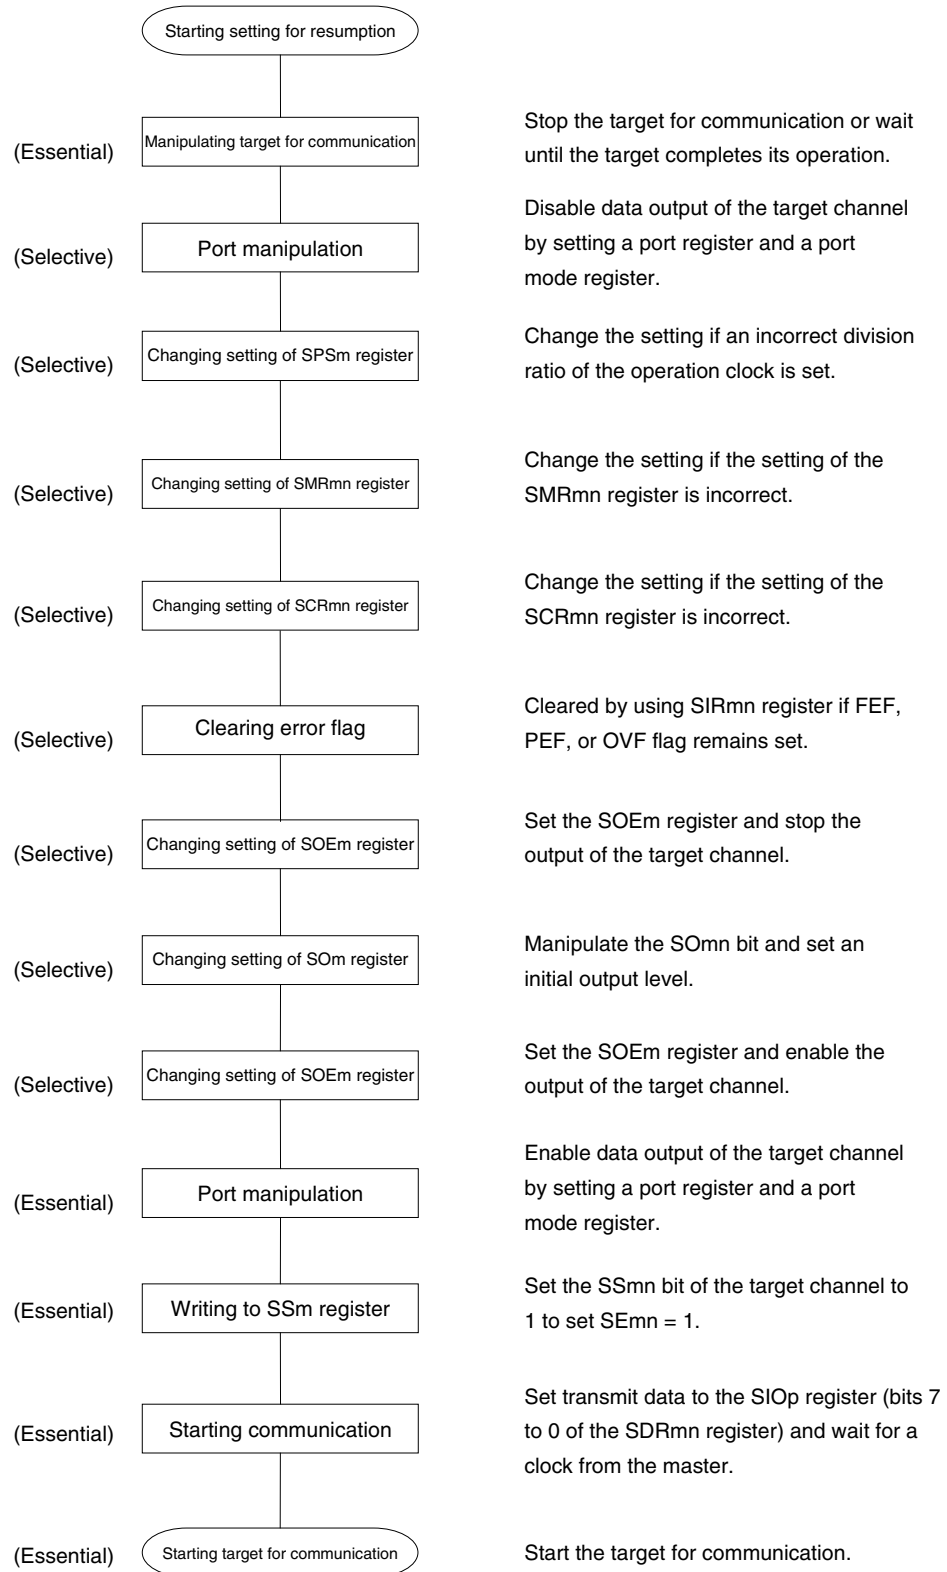 Starting setting for resumption
(Essential)
Manipulating target for communication
Stop the target for communication or wait
until the target completes its operation.
(Selective)
Port manipulation
Disable data output of the target channel
by setting a port register and a port
mode register.
(Selective)
Changing setting of SPSm register
Change the setting if an incorrect division
ratio of the operation clock is set.
(Selective)
Changing setting of SMRmn register
Change the setting if the setting of the
SMRmn register is incorrect.
(Selective)
Changing setting of SCRmn register
Change the setting if the setting of the
SCRmn register is incorrect.
(Selective)
Clearing error flag
Cleared by using SIRmn register if FEF,
PEF, or OVF flag remains set.
(Selective)
Changing setting of SOEm register
Set the SOEm register and stop the
output of the target channel.
(Selective)
Changing setting of SOm register
Manipulate the SOmn bit and set an
initial output level.
(Selective)
Changing setting of SOEm register
Set the SOEm register and enable the
output of the target channel.
(Essential)
Port manipulation
Enable data output of the target channel
by setting a port register and a port
mode register.
(Essential)
Writing to SSm register
Set the SSmn bit of the target channel to
1 to set SEmn = 1.
(Essential)
Starting communication
Set transmit data to the SIOp register (bits 7
to 0 of the SDRmn register) and wait for a
clock from the master.
(Essential)
Starting target for communication
Start the target for communication.